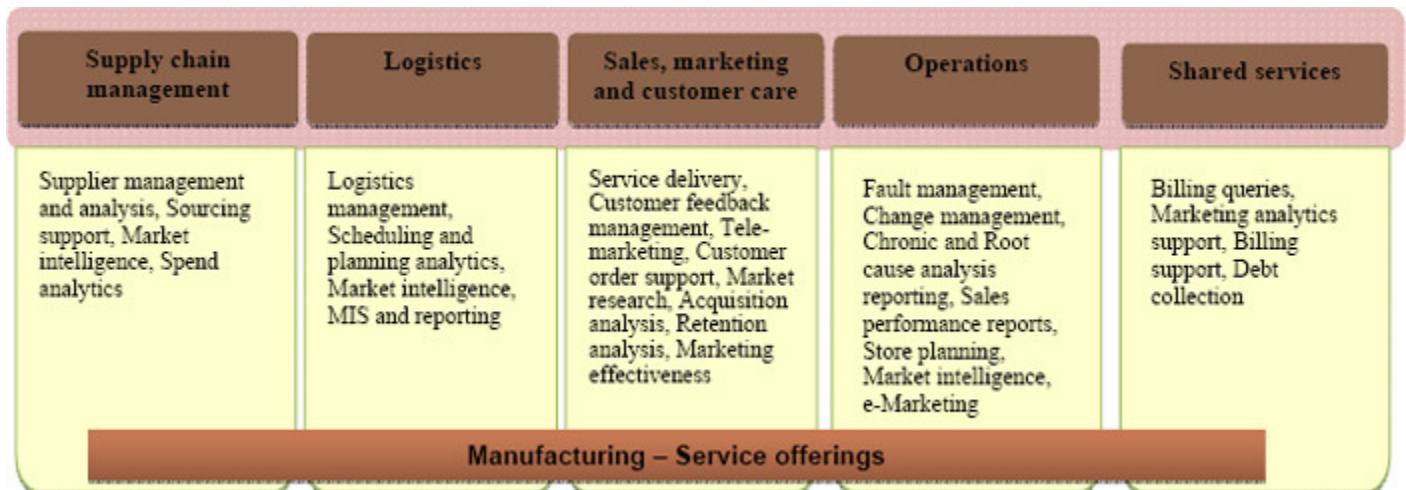 Supply chain
management
Logistics
Sales, marketing
and customer care
Operations
Shared services
Supplier management
and analysis, Sourcing
support, Market
intelligence, Spend
analytics
Logistics
management,
Scheduling and
planning analytics,
Market intelligence,
MIS and reporting
Service delivery,
Customer feedback
management, Tele-
marketing, Customer
order support, Market
research, Acquisition
analysis, Retention
analysis, Marketing
effectiveness
Fault management,
Change management,
Chronic and Root
cause analysis
reporting, Sales
performance reports,
Store planning,
Market intelligence,
e-Marketing
Billing queries,
Marketing analytics
support, Billing
support, Debt
collection
Manufacturing – Service offerings